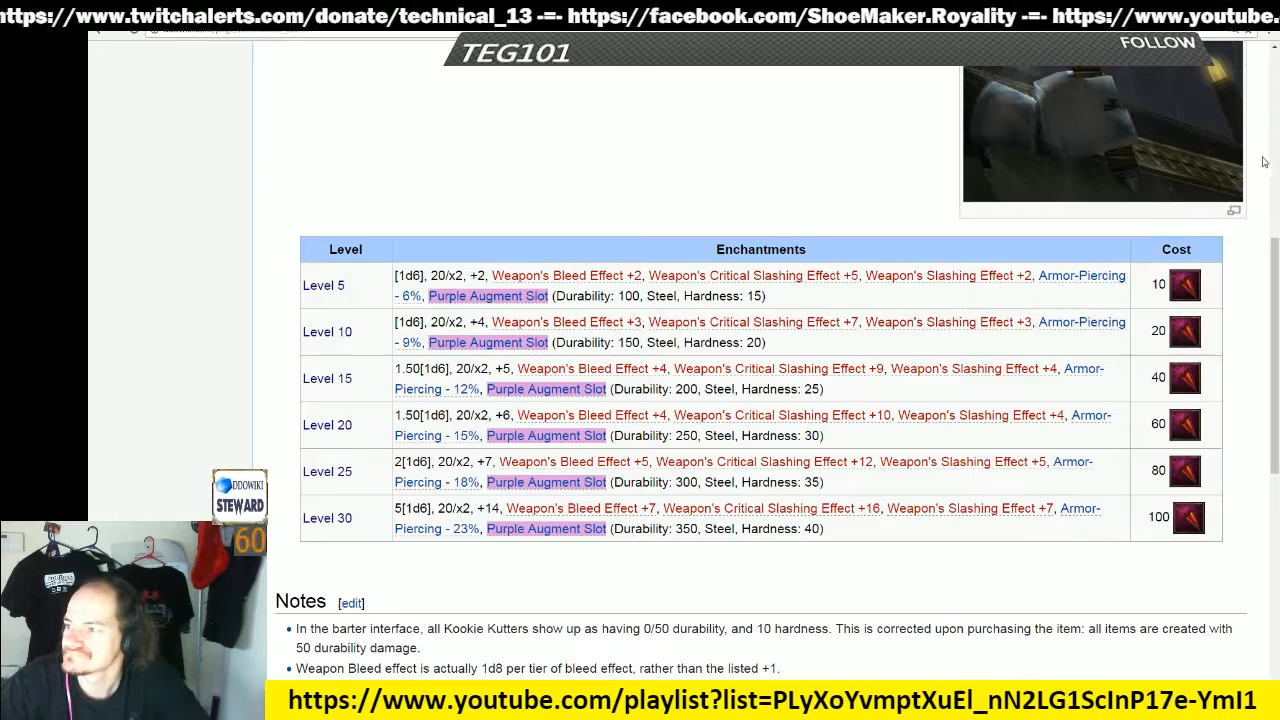 https://www.twitchalerts.com/donate/technical_13 -=- https://facebook.com/ShoeMaker.Royality -=- https://www.youtube.
TEG101
FOLLOW
Level Enchantments Cost
Level 5
[1d6], 20/x2, +2, Weapon's Bleed Effect +2, Weapon's Critical Slashing Effect +5, Weapon's Slashing Effect +2, Armor-Piercing
- 6%, Purple Augment Slot (Durability: 100, Steel, Hardness: 15)
10
Level 10
[1d6], 20/x2, +4, Weapon's Bleed Effect +3, Weapon's Critical Slashing Effect +7, Weapon's Slashing Effect +3, Armor-Piercing
- 9%, Purple Augment Slot (Durability: 150, Steel, Hardness: 20)
20
Level 15
1.50[1d6], 20/x2, +5, Weapon's Bleed Effect +4, Weapon's Critical Slashing Effect +9, Weapon's Slashing Effect +4, Armor-
Piercing - 12%, Purple Augment Slot (Durability: 200, Steel, Hardness: 25)
40
Level 20
1.50[1d6], 20/x2, +6, Weapon's Bleed Effect +4, Weapon's Critical Slashing Effect +10, Weapon's Slashing Effect +4, Armor-
Piercing - 15%, Purple Augment Slot (Durability: 250, Steel, Hardness: 30)
60
Level 25
2[1d6], 20/x2, +7, Weapon's Bleed Effect +5, Weapon's Critical Slashing Effect +12, Weapon's Slashing Effect +5, Armor-
Piercing - 18%, Purple Augment Slot (Durability: 300, Steel, Hardness: 35)
80
Level 30
5[1d6], 20/x2, +14, Weapon's Bleed Effect +7, Weapon's Critical Slashing Effect +16, Weapon's Slashing Effect +7, Armor-
Piercing - 23%, Purple Augment Slot (Durability: 350, Steel, Hardness: 40)
100
DDOWIKI
STEWARD
60
Notes [edit]
• In the barter interface, all Kookie Kutters show up as having 0/50 durability, and 10 hardness. This is corrected upon purchasing the item: all items are created with
50 durability damage.
• Weapon Bleed effect is actually 1d8 per tier of bleed effect, rather than the listed +1.
https://www.youtube.com/playlist?list=PLyXoYvmptXuEl_nN2LG1ScInP17e-YmI1